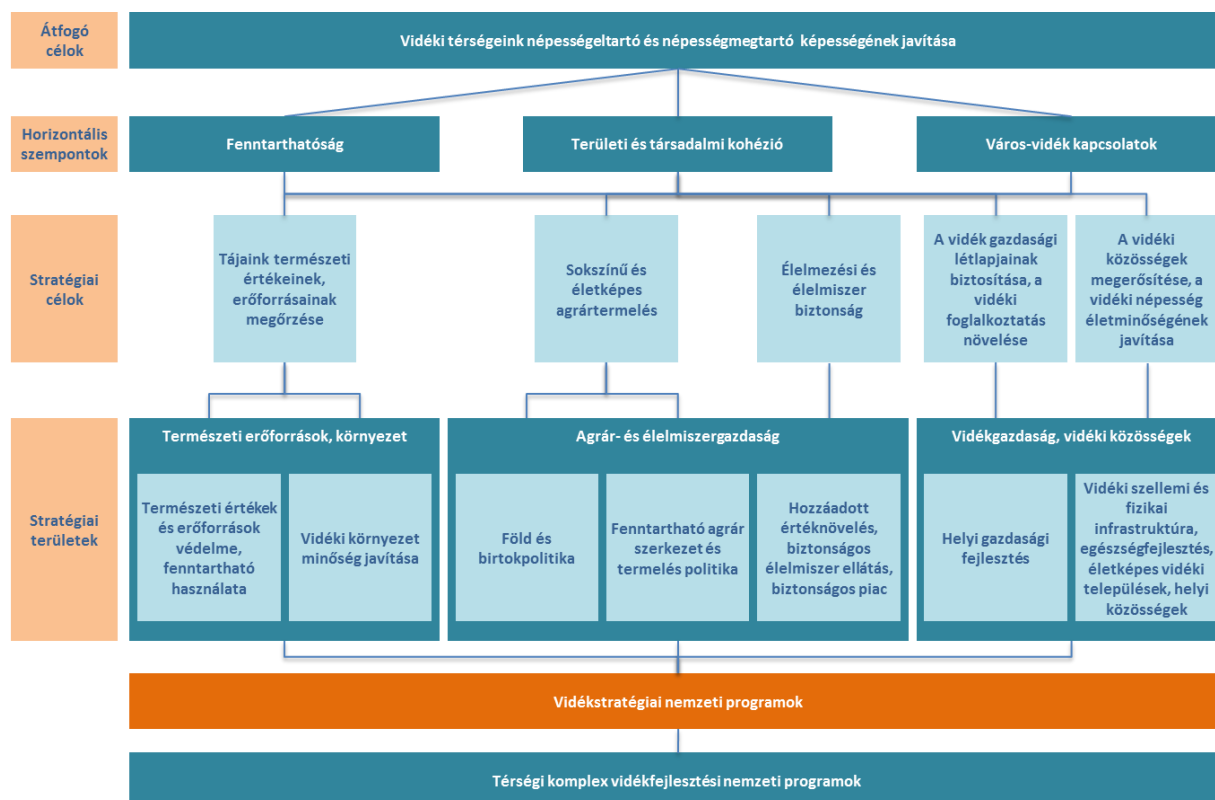 Átfogó
célok
Vidéki térségeink népességeltartó és népességmegtartó képességének javítása
Horizontális
szempontok
Fenntarthatóság
Területi és társadalmi kohézió
Város-vidék kapcsolatok
Stratégiai
célok
Tájaink természeti
értékeinek,
erőforrásainak
megőrzése
Sokszínű és
életképes
agrártermelés
Élelmezési és
élelmiszer
biztonság
A vidék gazdasági
létlapjainak
biztosítása, a
vidéki
foglalkoztatás
növelése
A vidéki
közösségek
megerősítése, a
vidéki népesség
életminőségének
javítása
Stratégiai
területek
Természeti erőforrások, környezet
Természeti értékek
és erőforrások
védelme,
fenntartható
használata
Vidéki környezet
minőség javítása
Agrár- és élelmiszergazdaság
Föld és
birtokpolitika
Fenntartható agrár
szerkezet és
termelés politika
Hozzáadott
értéknövelés,
biztonságos
élelmiszer ellátás,
biztonságos piac
Vidékgazdaság, vidéki közösségek
Helyi gazdasági
fejlesztés
Vidéki szellemi és
fizikai
infrastruktúra,
egészségfejlesztés,
életképes vidéki
települések, helyi
közösségek
Vidékstratégiai nemzeti programok
Térségi komplex vidékfejlesztési nemzeti programok